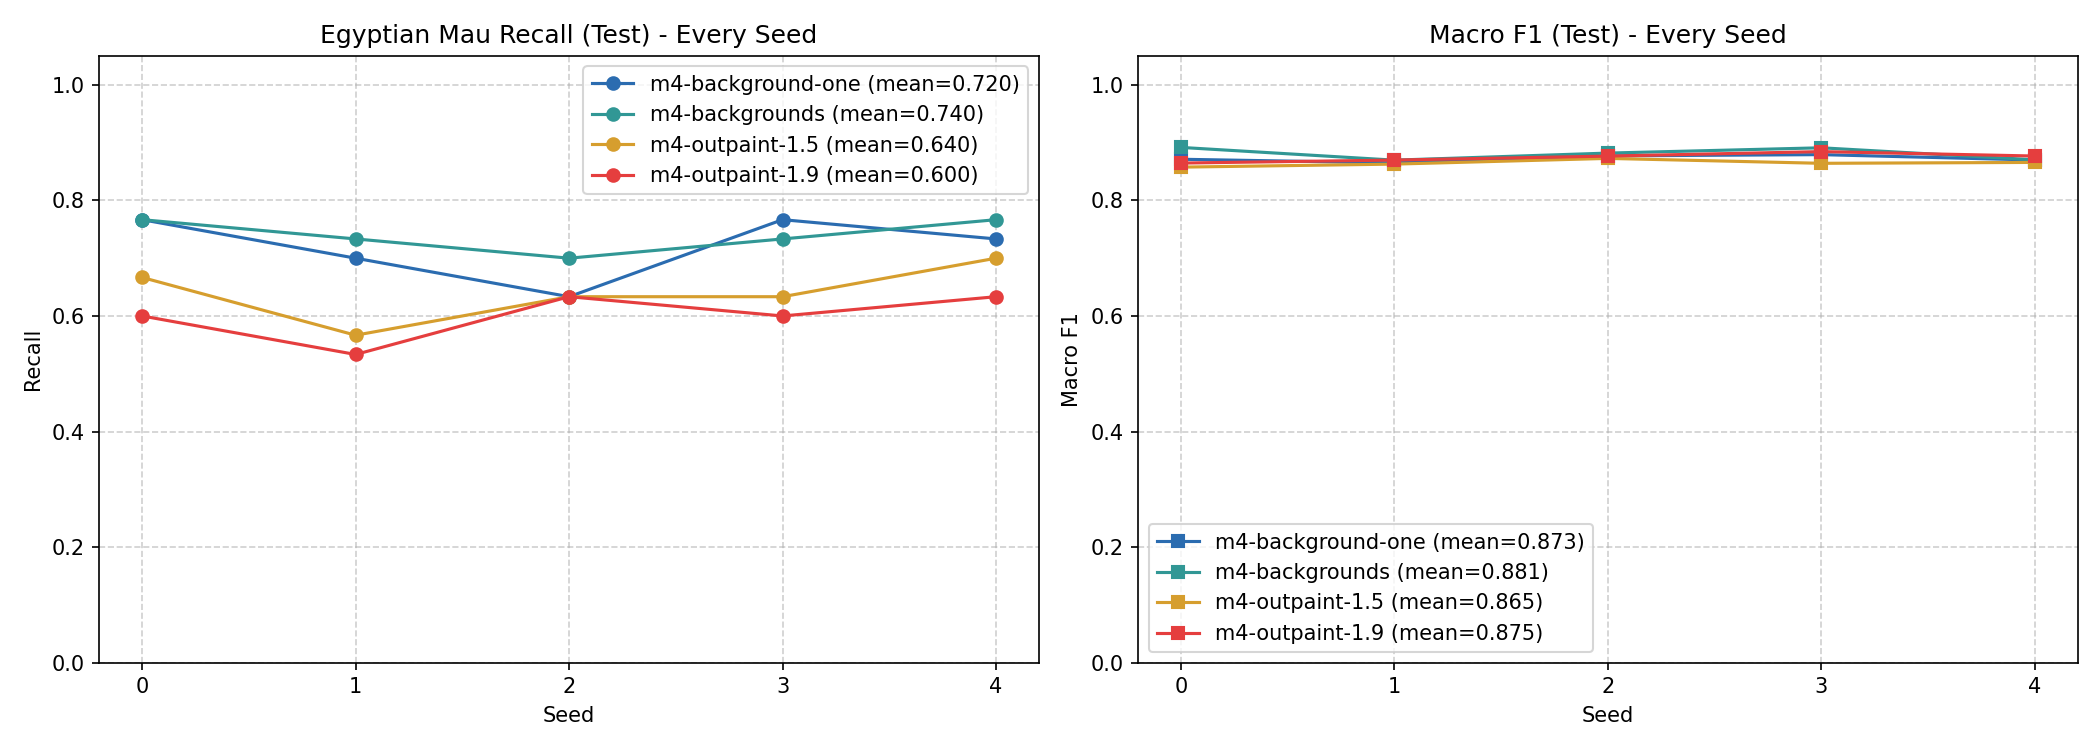 Egyptian Mau Recall (Test) - Every Seed
1.0
0.8
0.6
0.4
0.2
0.0
Recall
m4-background-one (mean=0.720)
m4-backgrounds (mean=0.740)
m4-outpaint-1.5 (mean=0.640)
m4-outpaint-1.9 (mean=0.600)
0 1 2 3 4
Seed
Macro F1 (Test) - Every Seed
1.0
0.8
0.6
0.4
0.2
0.0
Macro F1
m4-background-one (mean=0.873)
m4-backgrounds (mean=0.881)
m4-outpaint-1.5 (mean=0.865)
m4-outpaint-1.9 (mean=0.875)
0 1 2 3 4
Seed